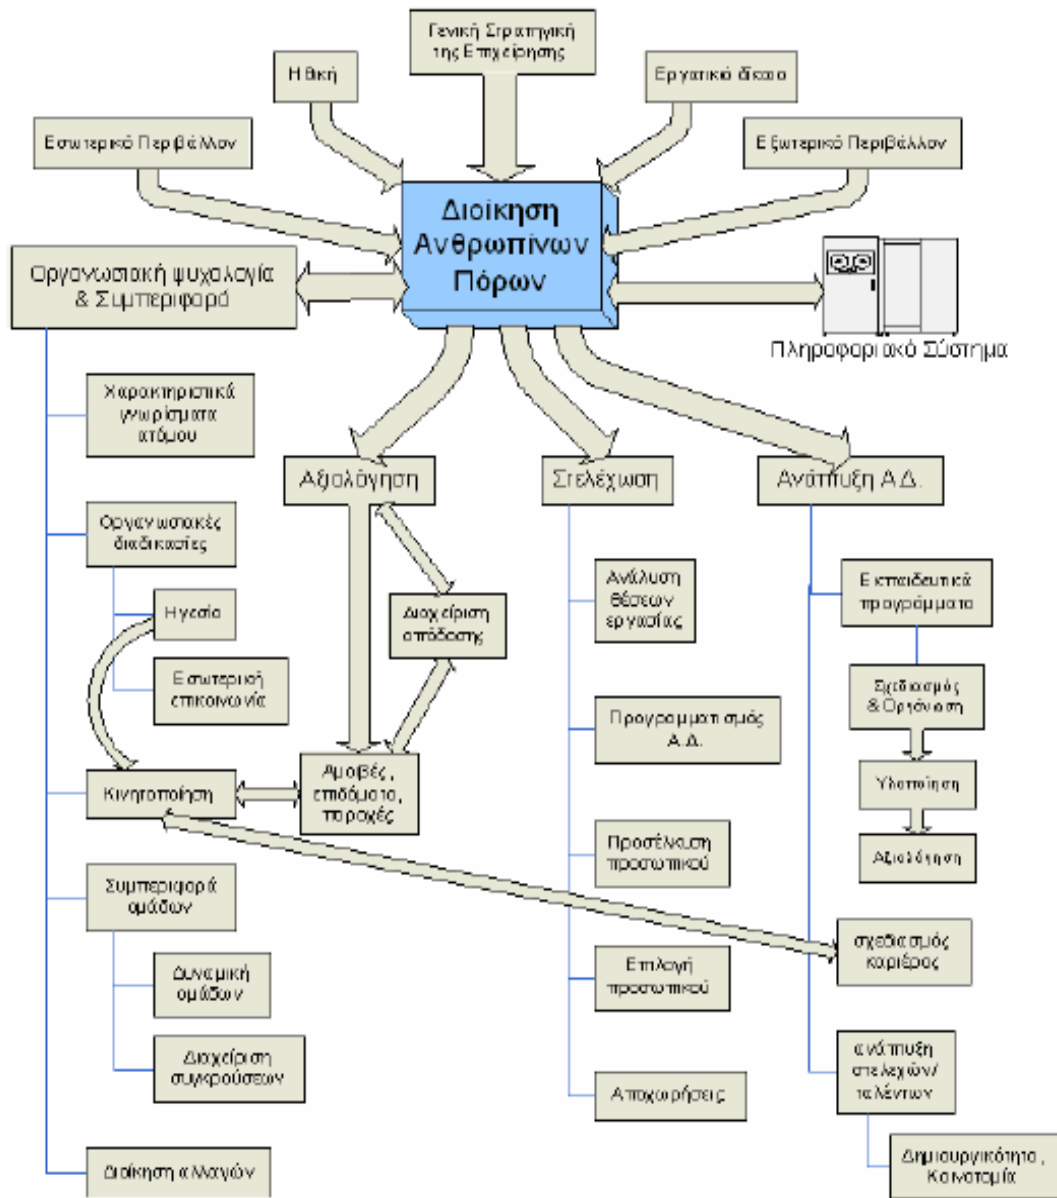 Γενική Στρατηγική
της Επιχείρησης
Ηθική
Εργατικό δίκαιο
Εσωτερικό Περιβάλλον
Εξωτερικό Περιβάλλον
Διοίκηση
Ανθρωπίνων
Πόρων
Οργανωσιακή ψυχολογία
& Συμπεριφορά
Πληροφοριακό Σύστημα
Χαρακτηριστικά
γνωρίσματα
ατόμου
Αξιολόγηση
Στελέχωση
Ανάπτυξη Α.Δ.
Οργανωσιακές
διαδικασίες
Ηγεσία
Εσωτερική
επικοινωνία
Διαχείριση
απόδοσης
Ανάλυση
θέσεων
εργασίας
Εκπαιδευτικά
προγράμματα
Σχεδιασμός
& Οργάνωση
Προγραμματισμός
Α.Δ.
Υλοποίηση
Κινητοποίηση
Αμοιβές,
επιδόματα,
παροχές
Αξιολόγηση
Προσέλκυση
προσωπικού
Συμπεριφορά
ομάδων
σχεδιασμός
καριέρας
Δυναμική
ομάδων
Επιλογή
προσωπικού
Διαχείριση
συγκρούσεων
ανάπτυξη
στελεχών/
ταλέντων
Αποχωρήσεις
Διοίκηση αλλαγών
Δημιουργικότητα,
Καινοτομία